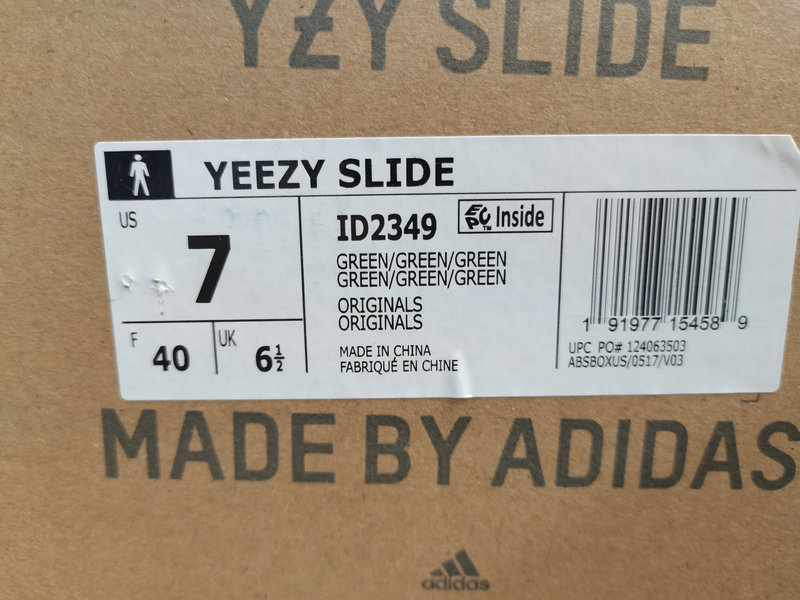 YZY SLIDE
YEEZY SLIDE
US
7
F
40
UK
6½
ID2349
EPC™ Inside
GREEN/GREEN/GREEN
GREEN/GREEN/GREEN
ORIGINALS
ORIGINALS
MADE IN CHINA
FABRIQUÉ EN CHINE
1 91977 15458 9
UPC PO# 124063503
ABSBOXUS/0517/V03
MADE BY ADIDAS
adidas